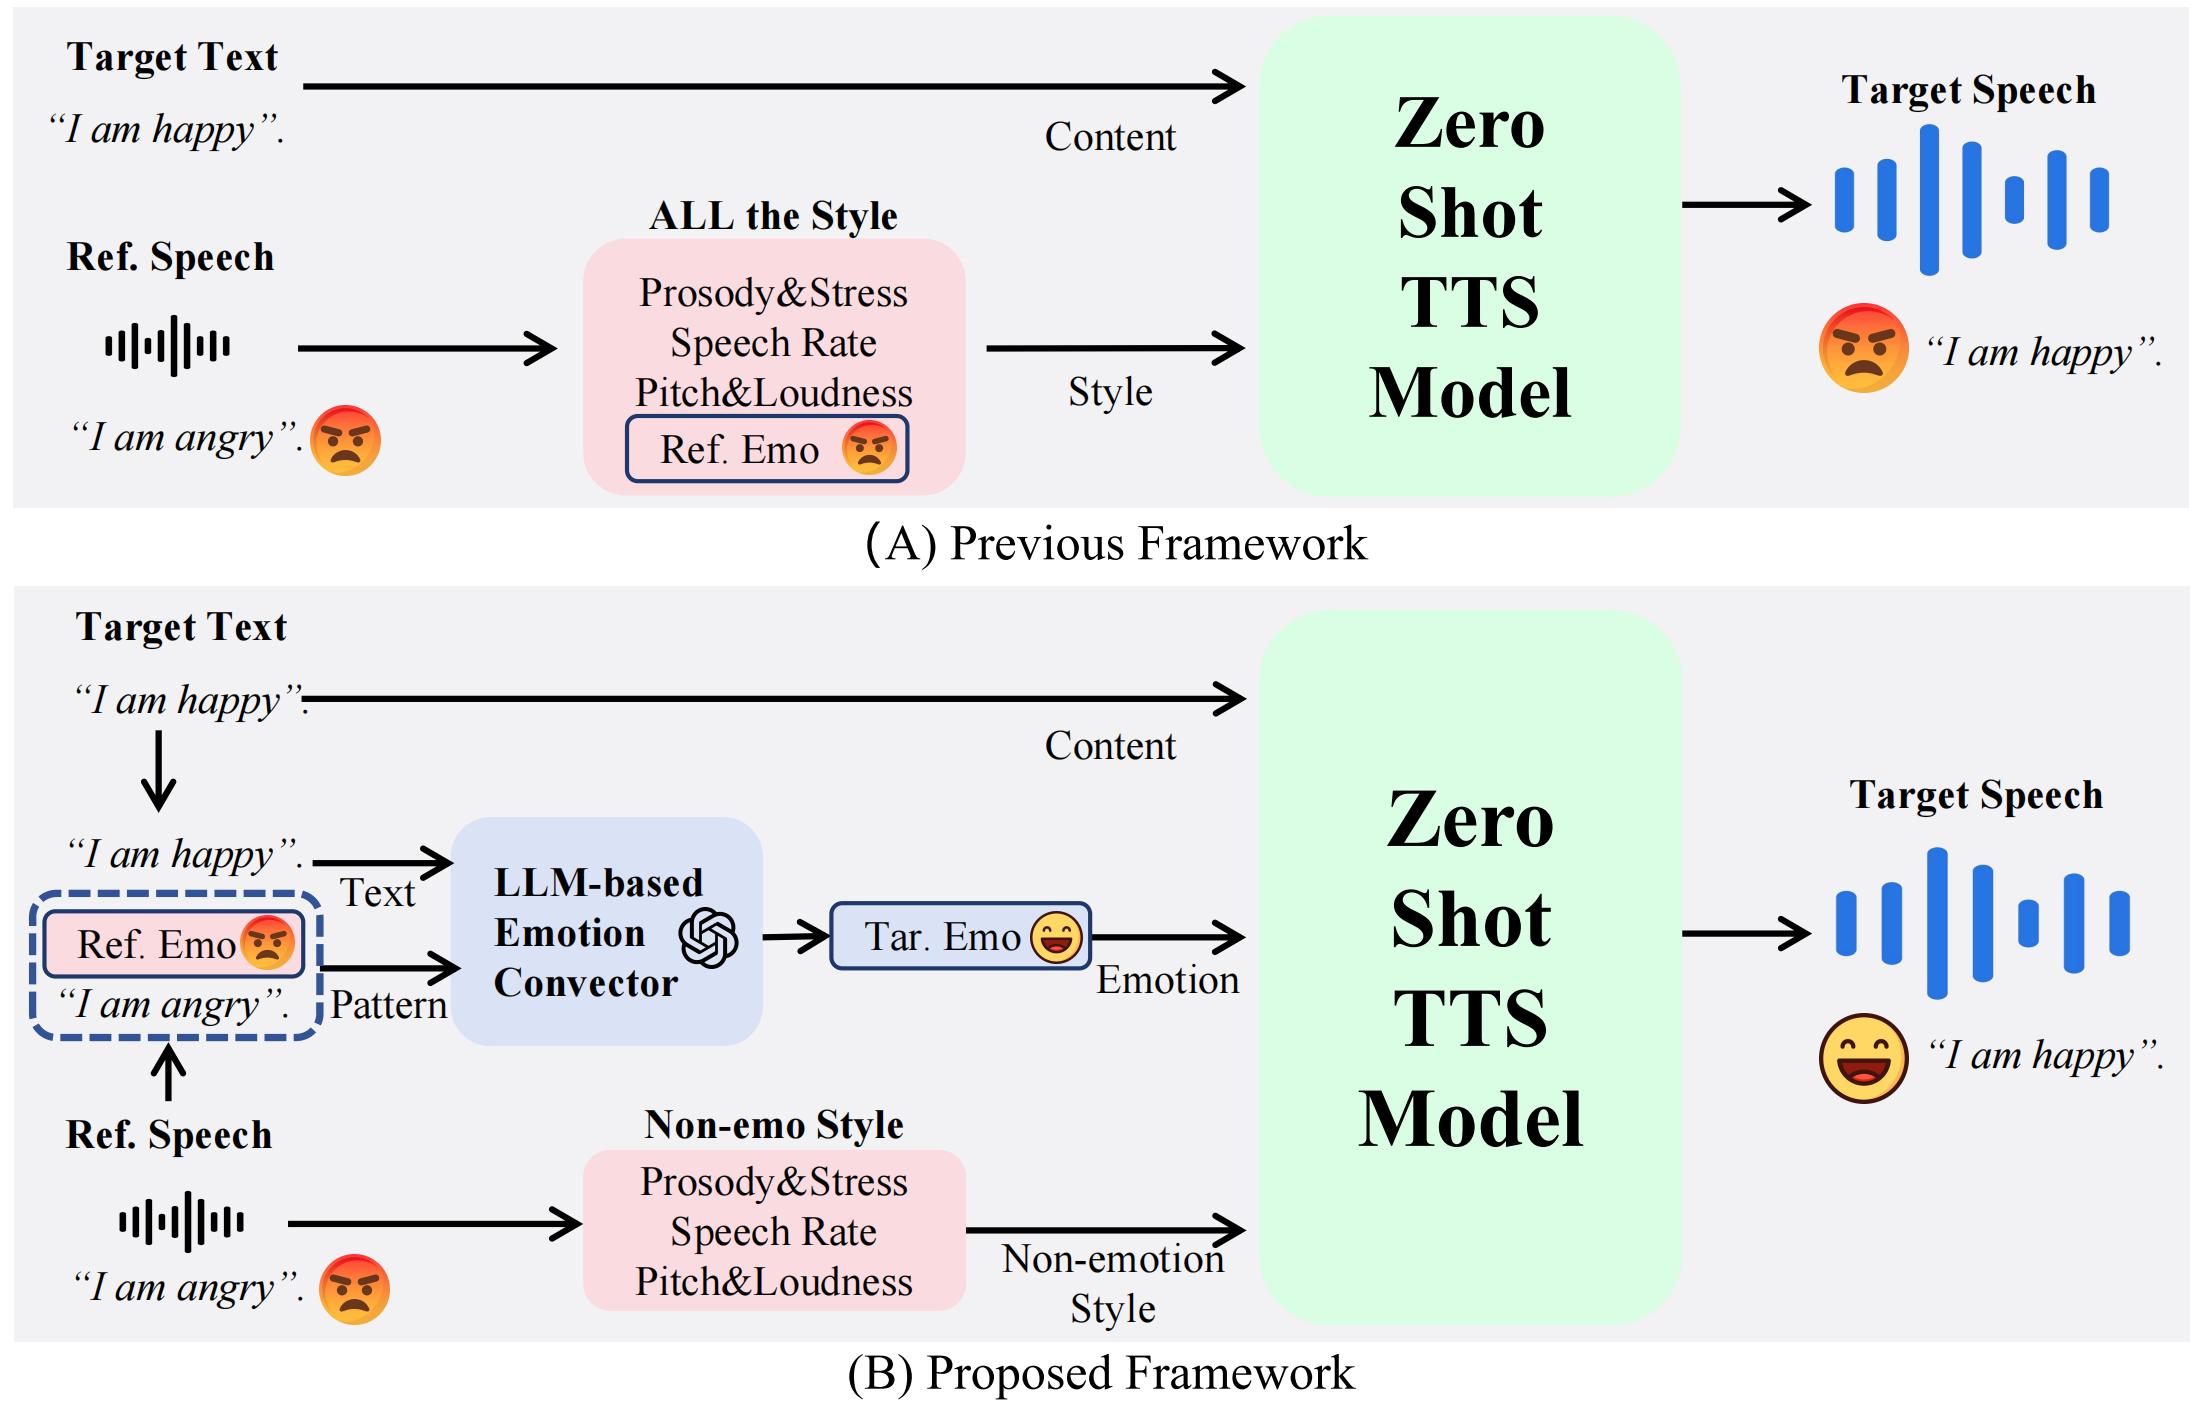 Target Text
“I am happy”.
Content
Ref. Speech
“I am angry”.
ALL the Style
Prosody&Stress
Speech Rate
Pitch&Loudness
Ref. Emo
Style
Zero
Shot
TTS
Model
Target Speech
“I am happy”.
(A) Previous Framework
Target Text
“I am happy”.
Content
“I am happy”.
Text
Ref. Emo
“I am angry”.
Pattern
LLM-based
Emotion
Convector
Tar. Emo
Emotion
Ref. Speech
“I am angry”.
Non-emo Style
Prosody&Stress
Speech Rate
Pitch&Loudness
Non-emotion
Style
Zero
Shot
TTS
Model
Target Speech
“I am happy”.
(B) Proposed Framework